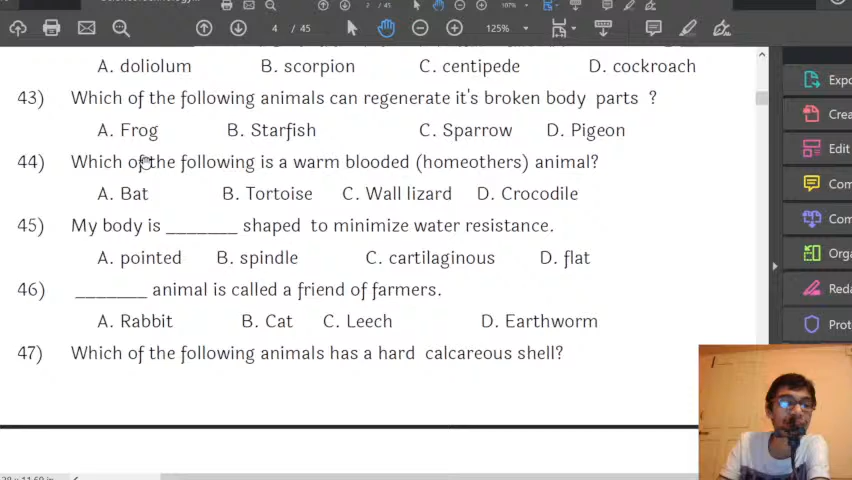 4 / 45
125%
A. doliolum B. scorpion C. centipede D. cockroach
43) Which of the following animals can regenerate it's broken body parts ?
A. Frog B. Starfish C. Sparrow D. Pigeon
44) Which of the following is a warm blooded (homeothers) animal?
A. Bat B. Tortoise C. Wall lizard D. Crocodile
45) My body is _______ shaped to minimize water resistance.
A. pointed B. spindle C. cartilaginous D. flat
46) _______ animal is called a friend of farmers.
A. Rabbit B. Cat C. Leech D. Earthworm
47) Which of the following animals has a hard calcareous shell?
Expo
Crea
Edit
Com
Com
Orga
Reda
Prot